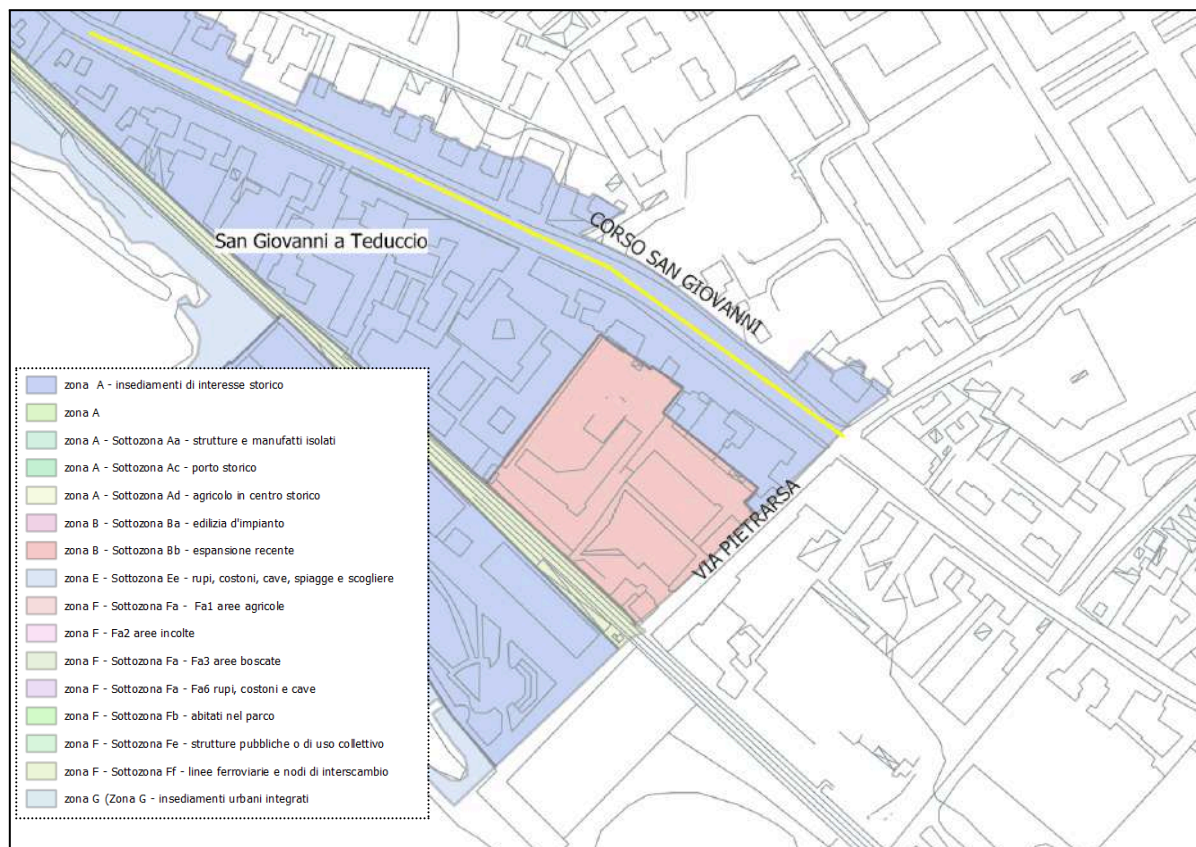 CORSO SAN GIOVANNI
San Giovanni a Teduccio
VIA PIETRARSA
zona A - insediamenti di interesse storico
zona A
zona A - Sottozona Aa - strutture e manufatti isolati
zona A - Sottozona Ac - porto storico
zona A - Sottozona Ad - agricolo in centro storico
zona B - Sottozona Ba - edilizia d'impianto
zona B - Sottozona Bb - espansione recente
zona E - Sottozona Ee - rupi, costoni, cave, spiagge e scogliere
zona F - Sottozona Fa - Fa1 aree agricole
zona F - Fa2 aree incolte
zona F - Sottozona Fa - Fa3 aree boscate
zona F - Sottozona Fa - Fa6 rupi, costoni e cave
zona F - Sottozona Fb - abitati nel parco
zona F - Sottozona Fe - strutture pubbliche o di uso collettivo
zona F - Sottozona Ff - linee ferroviarie e nodi di interscambio
zona G (Zona G - insediamenti urbani integrati